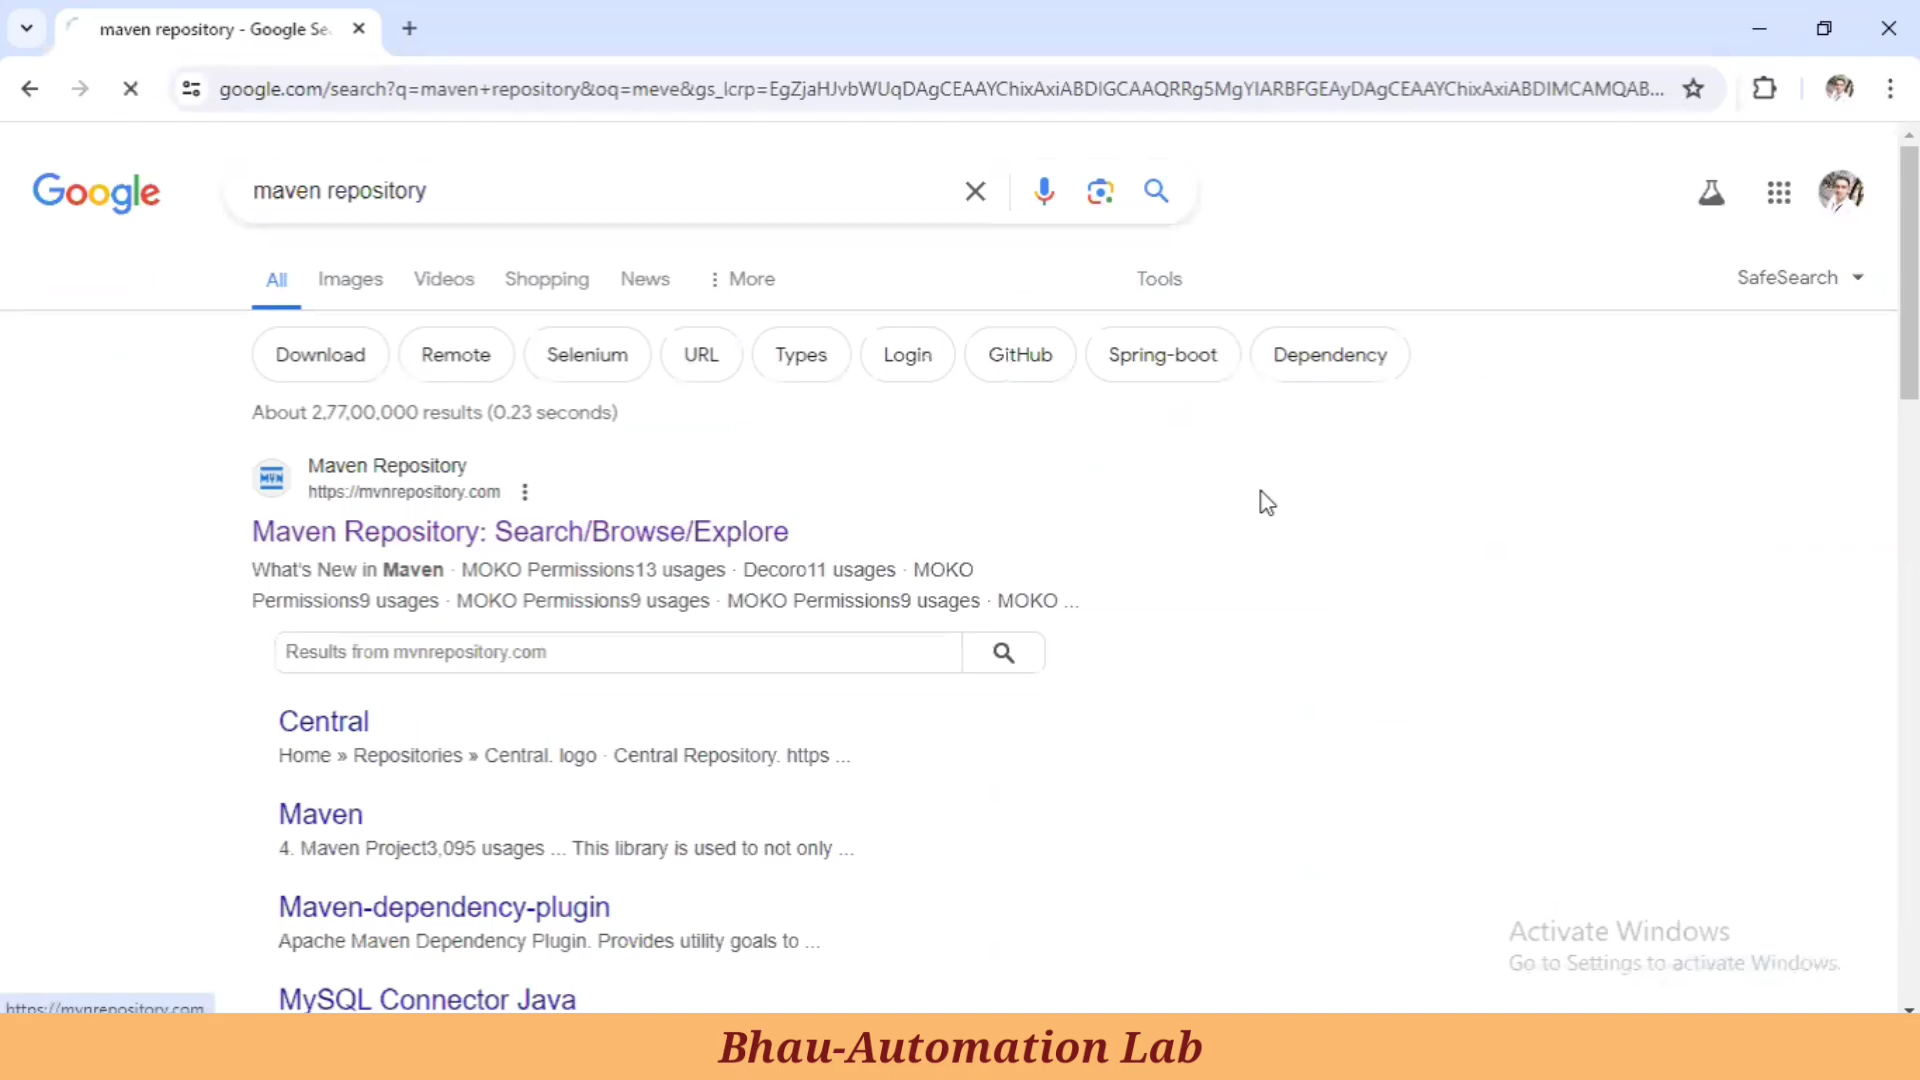 maven repository - Google Se
google.com/search?q=maven+repository&oq=meve&gs_lcrp=EgZjaHJvbWUqDAgCEAAYChixAxiABDIGCAAQRRg5MgYIARBFGEAyDAgCEAAYChixAxiABDIMCAMQAB...
Google
maven repository
All Images Videos Shopping News More Tools SafeSearch
Download Remote Selenium URL Types Login GitHub Spring-boot Dependency
About 2,77,00,000 results (0.23 seconds)
MVN
Maven Repository
https://mvnrepository.com
Maven Repository: Search/Browse/Explore
What's New in Maven · MOKO Permissions13 usages · Decoro11 usages · MOKO
Permissions9 usages · MOKO Permissions9 usages · MOKO Permissions9 usages · MOKO ...
Results from mvnrepository.com
Central
Home » Repositories » Central. logo · Central Repository. https ...
Maven
4. Maven Project3,095 usages ... This library is used to not only ...
Maven-dependency-plugin
Apache Maven Dependency Plugin. Provides utility goals to ...
MySQL Connector Java
Activate Windows
Go to Settings to activate Windows.
https://mvnrepository.com
Bhau-Automation Lab